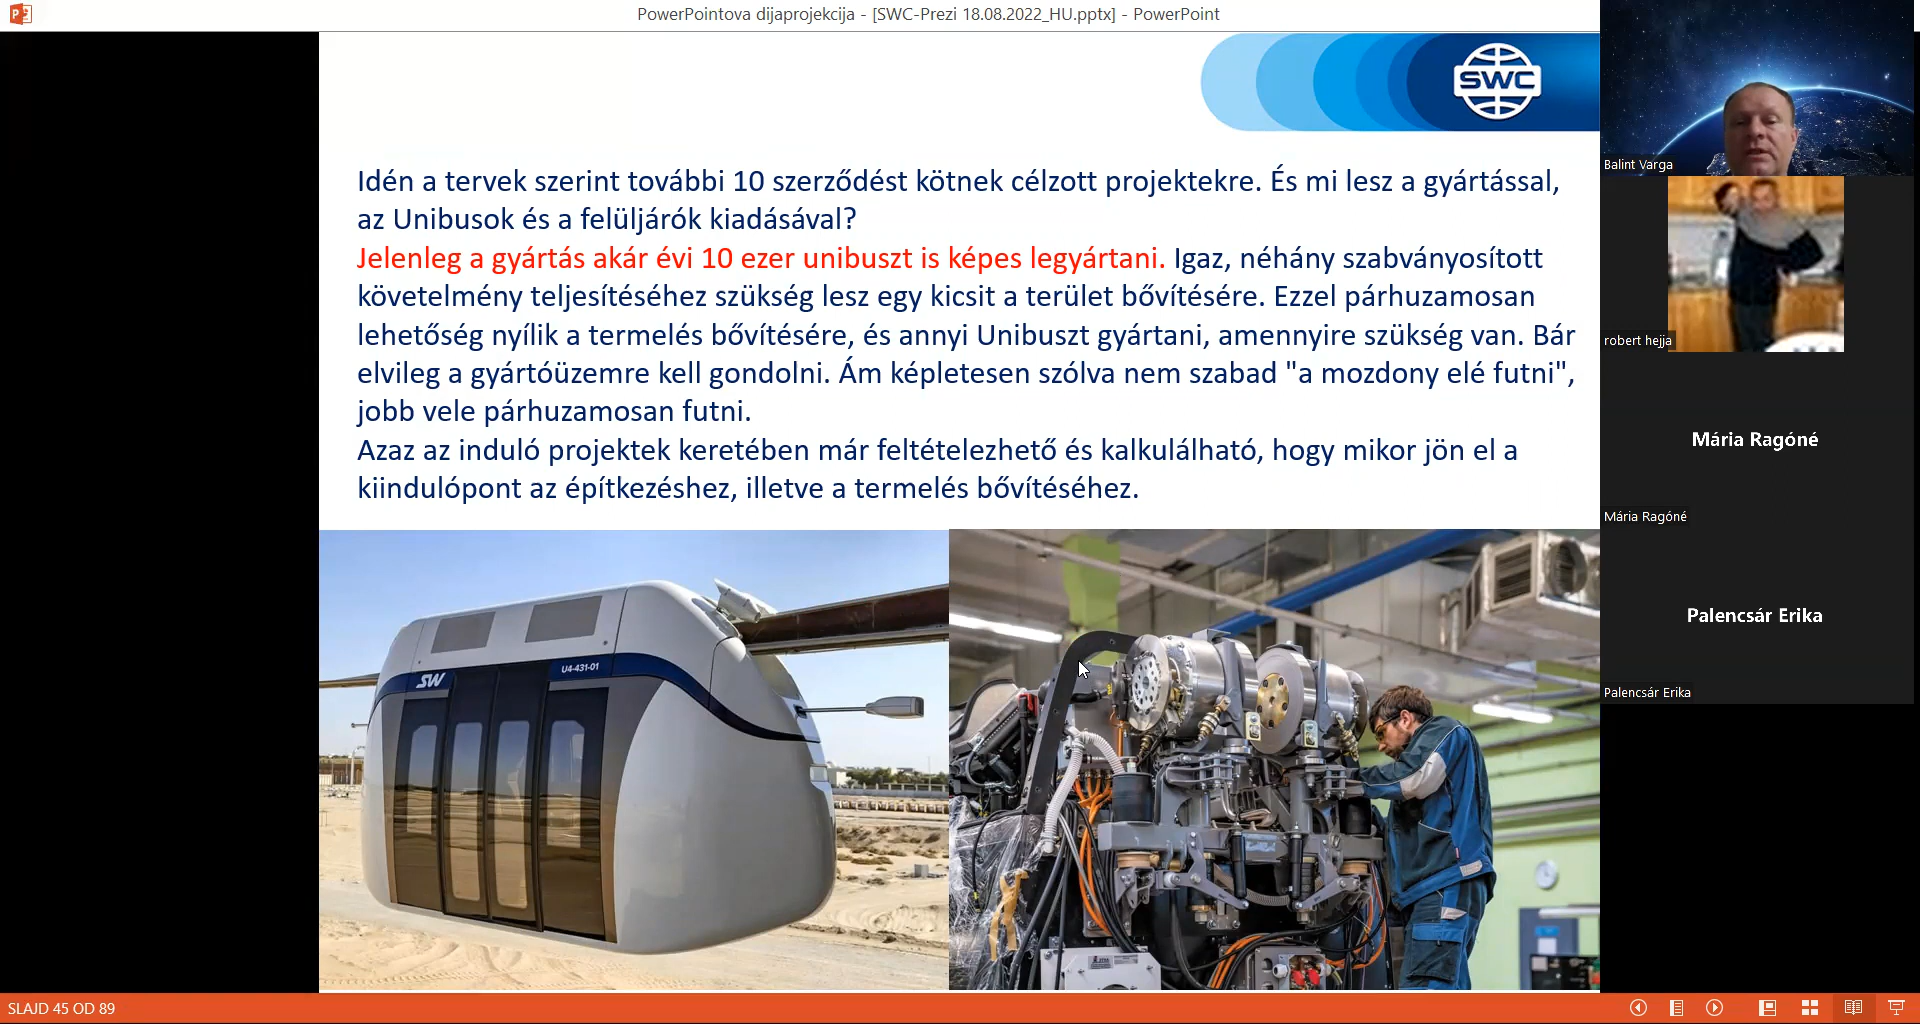 PowerPointova dijaprojekcija - [SWC-Prezi 18.08.2022_HU.pptx] - PowerPoint
SWC
Idén a tervek szerint további 10 szerződést kötnek célzott projektekre. És mi lesz a gyártással,
az Unibusok és a felüljárók kiadásával?
Jelenleg a gyártás akár évi 10 ezer unibuszt is képes legyártani. Igaz, néhány szabványosított
követelmény teljesítéséhez szükség lesz egy kicsit a terület bővítésére. Ezzel párhuzamosan
lehetőség nyílik a termelés bővítésére, és annyi Unibuszt gyártani, amennyire szükség van. Bár
elvileg a gyártóüzemre kell gondolni. Ám képletesen szólva nem szabad "a mozdony elé futni",
jobb vele párhuzamosan futni.
Azaz az induló projektek keretében már feltételezhető és kalkulálható, hogy mikor jön el a
kiindulópont az építkezéshez, illetve a termelés bővítéséhez.
SW
U4-431-01
Balint Varga
robert hejja
Mária Ragóné
Mária Ragóné
Palencsár Erika
Palencsár Erika
SLAJD 45 OD 89